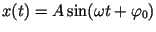 x(t) = A sin(ωt + φ₀)